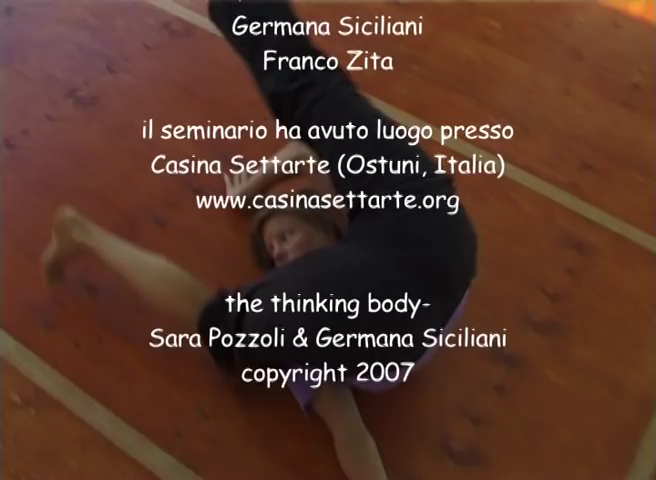 Germana Siciliani
Franco Zita
il seminario ha avuto luogo presso
Casina Settarte (Ostuni, Italia)
www.casinasettarte.org
the thinking body-
Sara Pozzoli & Germana Siciliani
copyright 2007